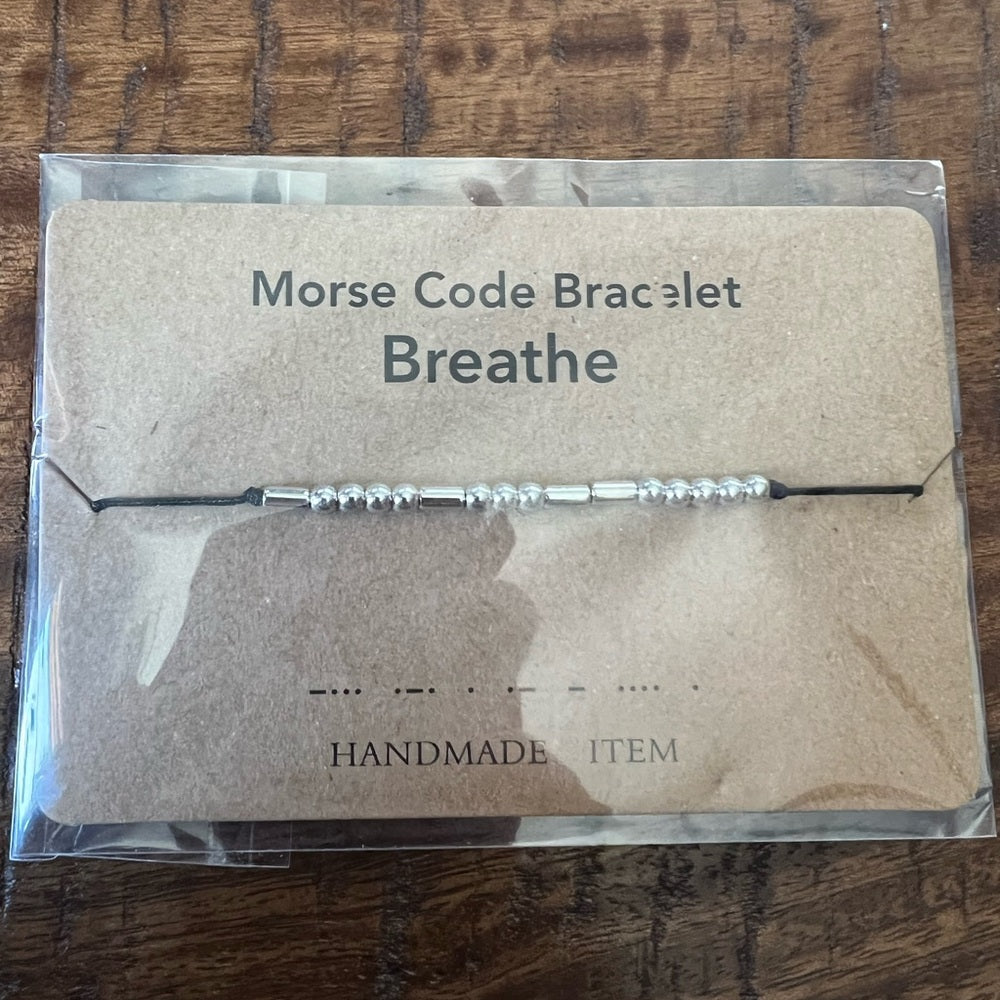 Morse Code Bracelet
Breathe
−··· ·−· · ·− − ···· ·
HANDMADE ITEM